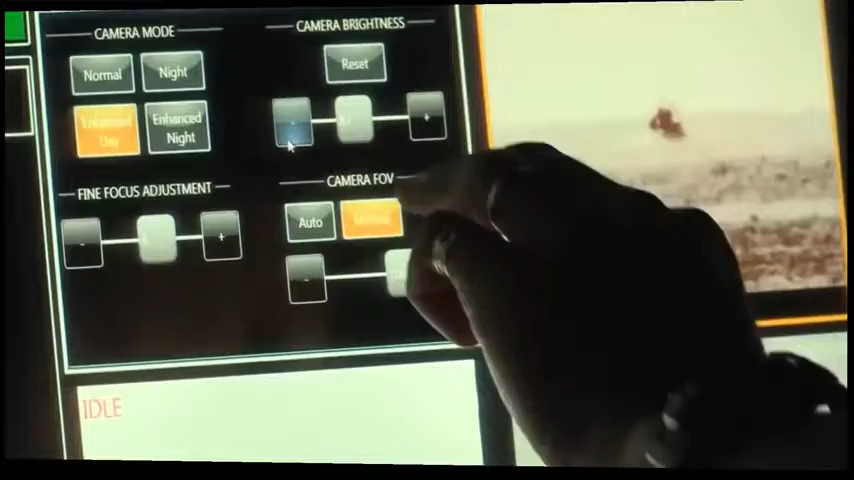 CAMERA MODE
Normal
Night
Enhanced
Day
Enhanced
Night
CAMERA BRIGHTNESS
Reset
-
+
FINE FOCUS ADJUSTMENT
-
+
CAMERA FOV
Auto
Manual
-
IDLE